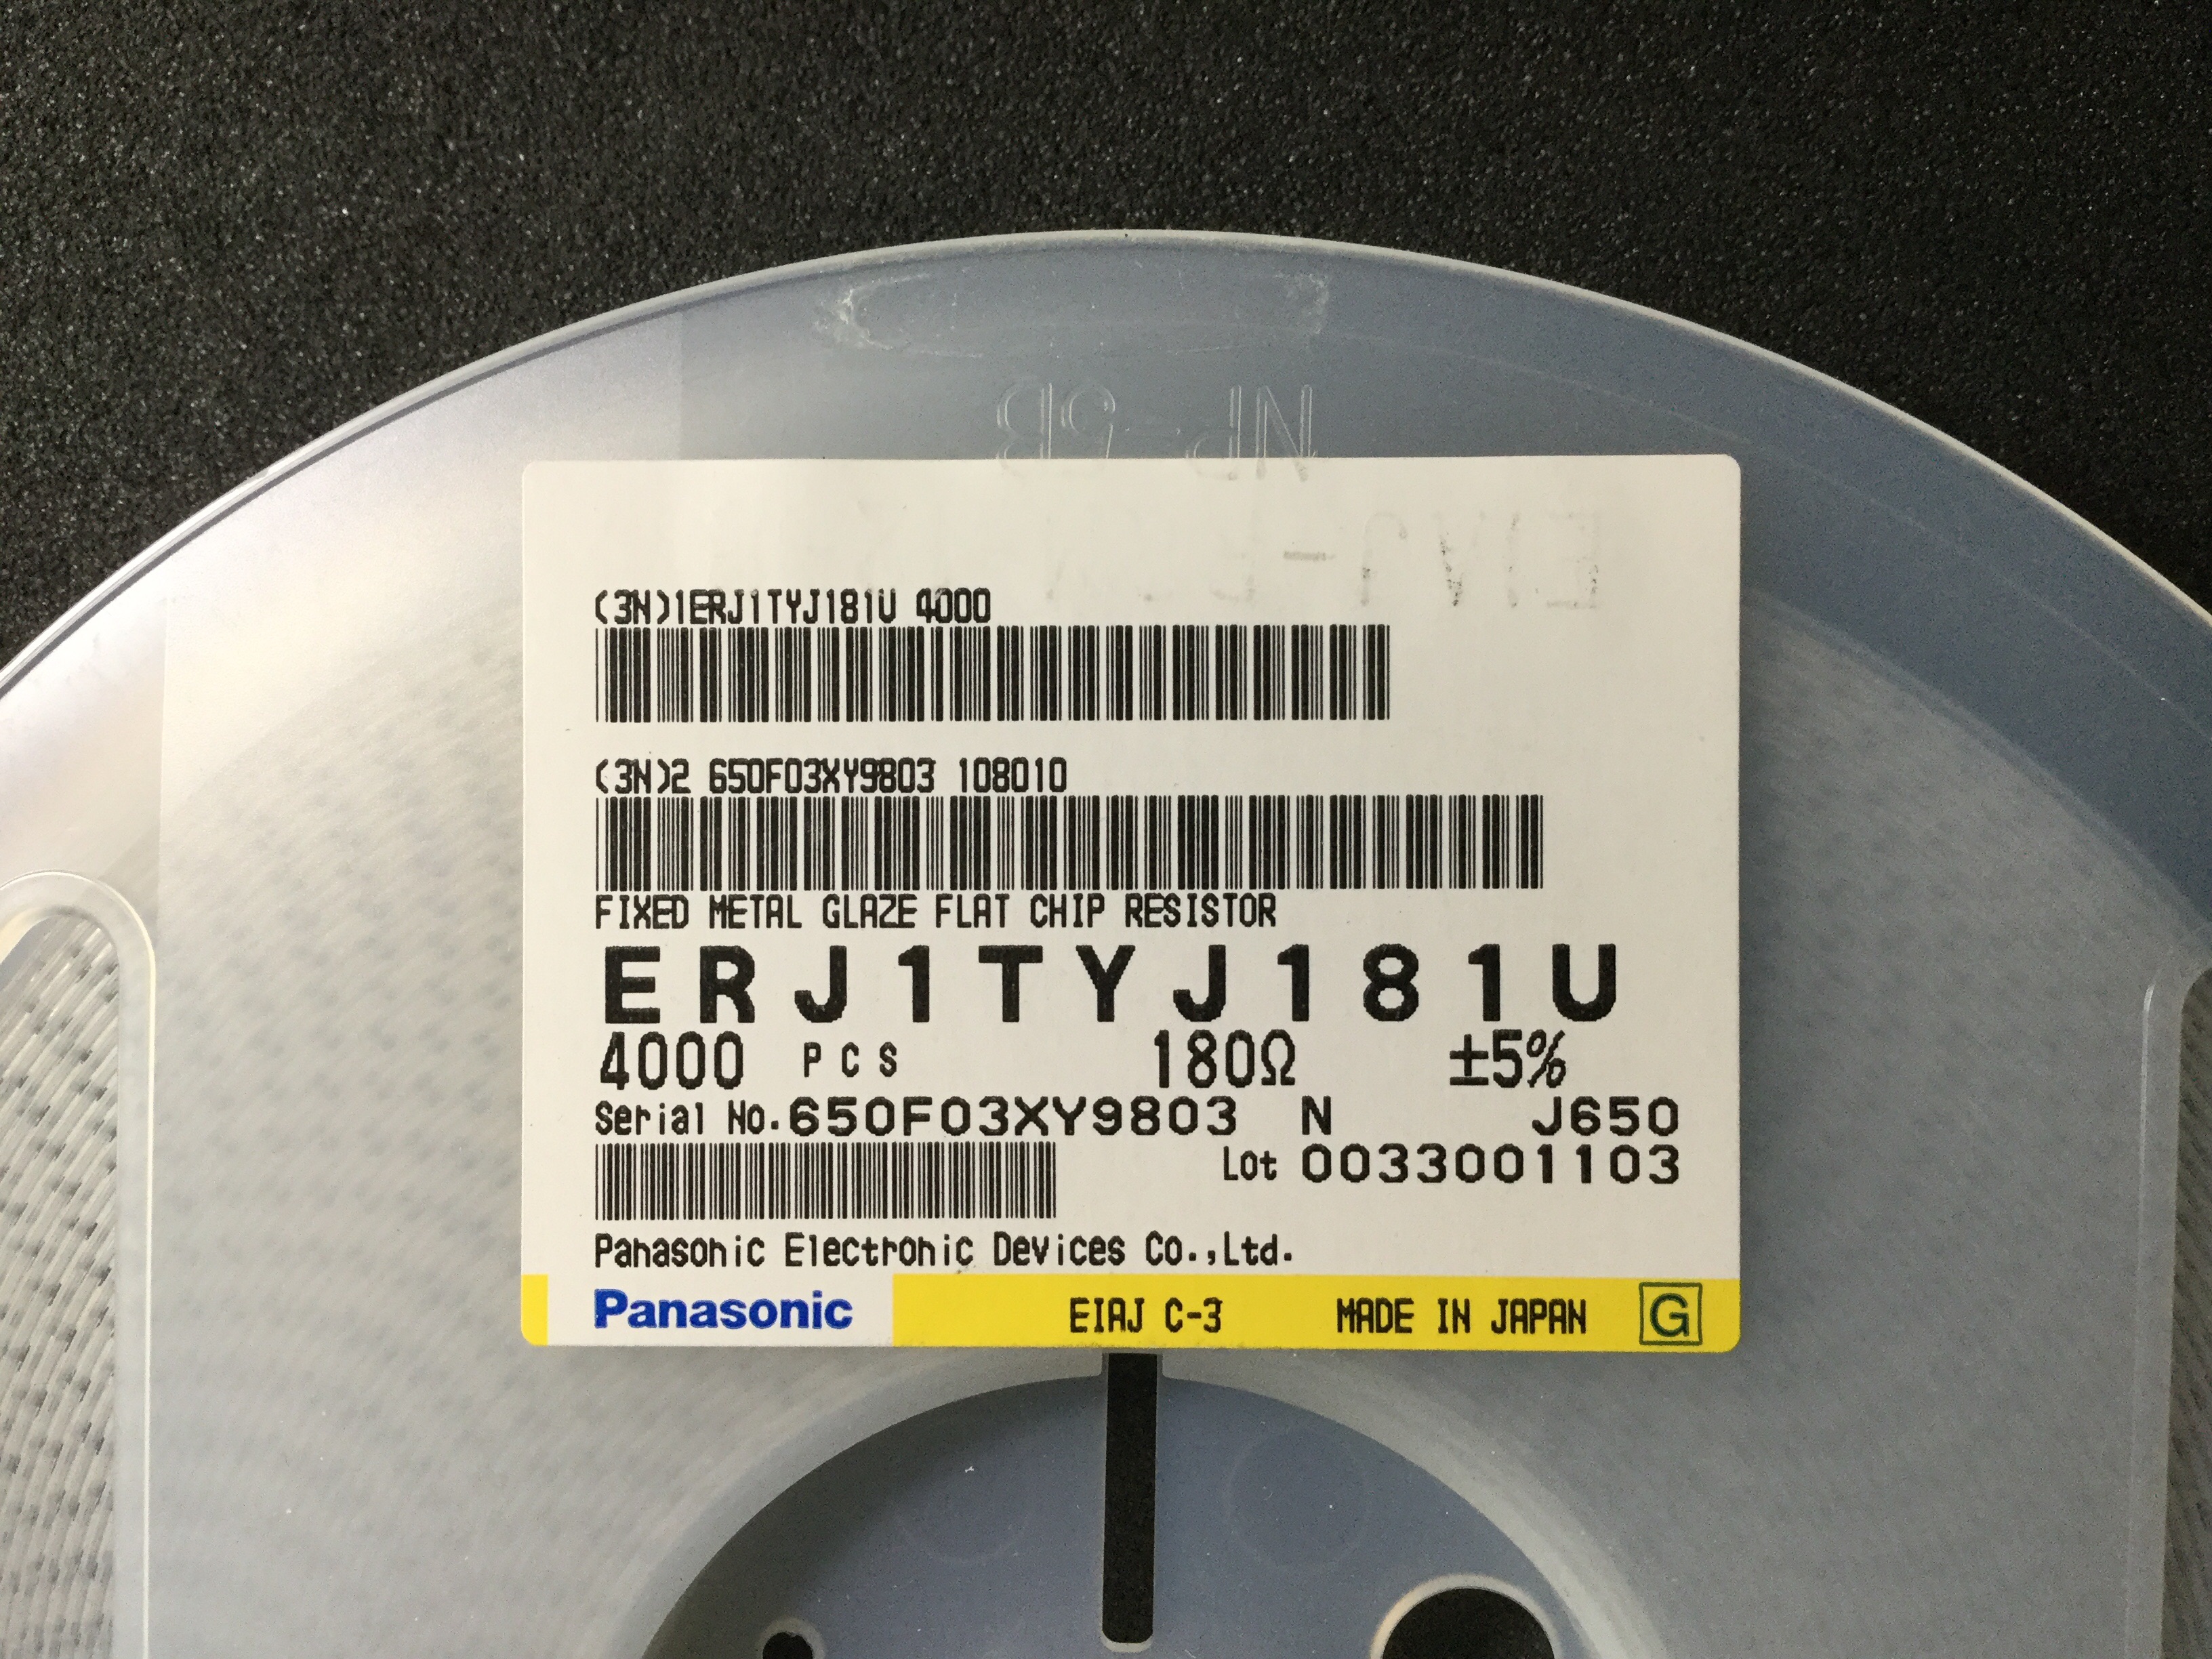 (3N)1ERJ1TYJ181U 4000
(3N)2 650F03XY9803 108010
FIXED METAL GLAZE FLAT CHIP RESISTOR
ERJ1TYJ181U
4000 PCS 180Ω ±5%
Serial No.650F03XY9803 N J650
Lot 0033001103
Panasonic Electronic Devices Co.,Ltd.
Panasonic EIAJ C-3 MADE IN JAPAN G